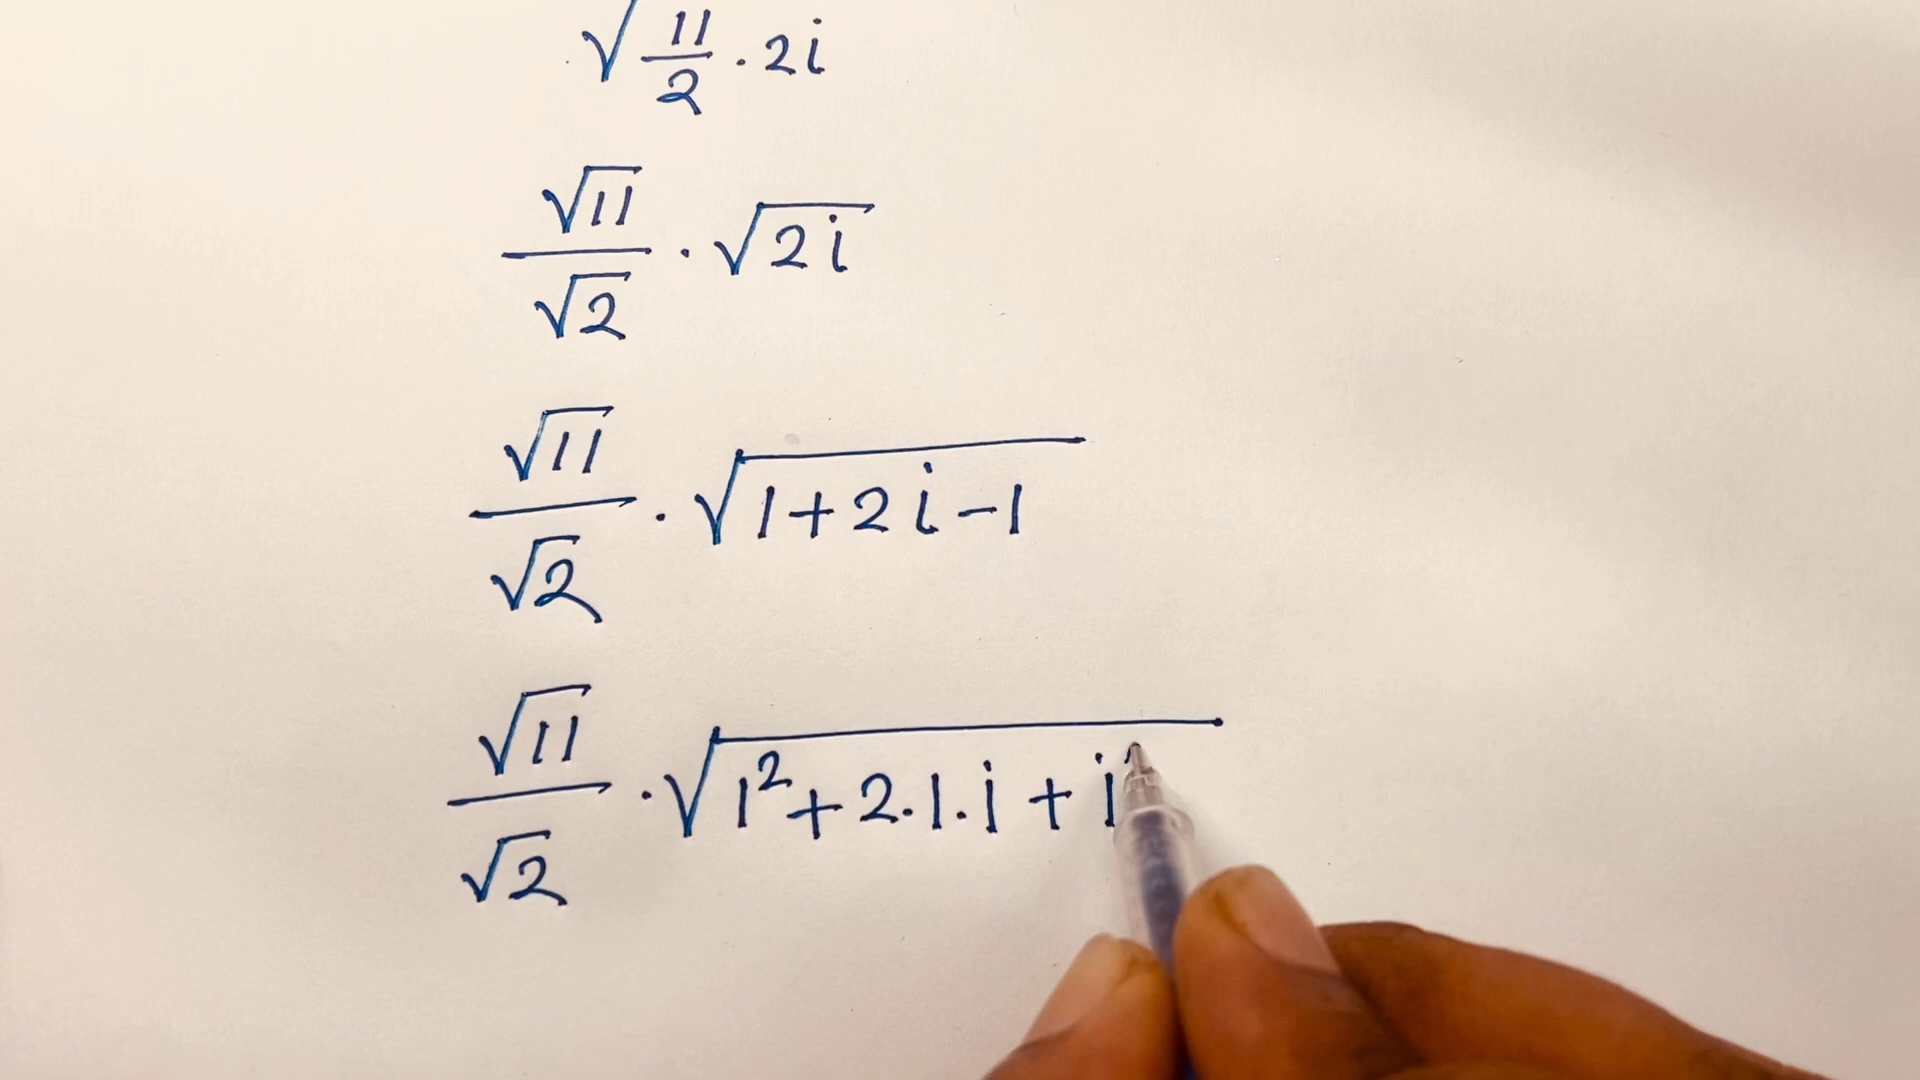 √11/2 · 2i
√11/√2 · √2i
√11/√2 · √1+2i-1
√11/√2 · √1²+2·1·i+i